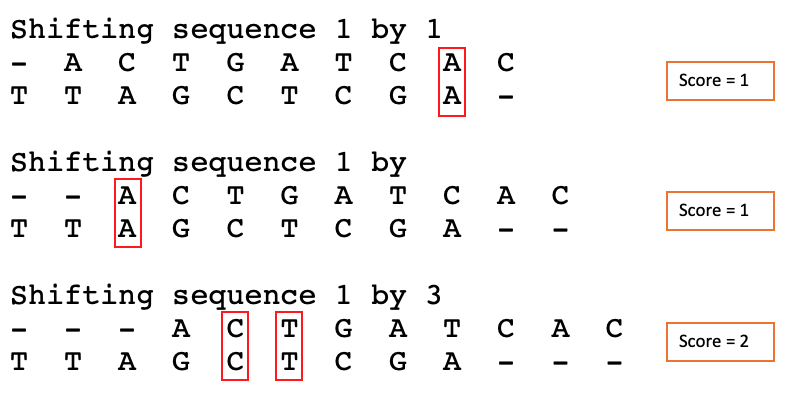 Shifting sequence 1 by 1
– A C T G A T C A C
T T A G C T C G A –
Score = 1
Shifting sequence 1 by
– – A C T G A T C A C
T T A G C T C G A – –
Score = 1
Shifting sequence 1 by 3
– – – A C T G A T C A C
T T A G C T C G A – – –
Score = 2